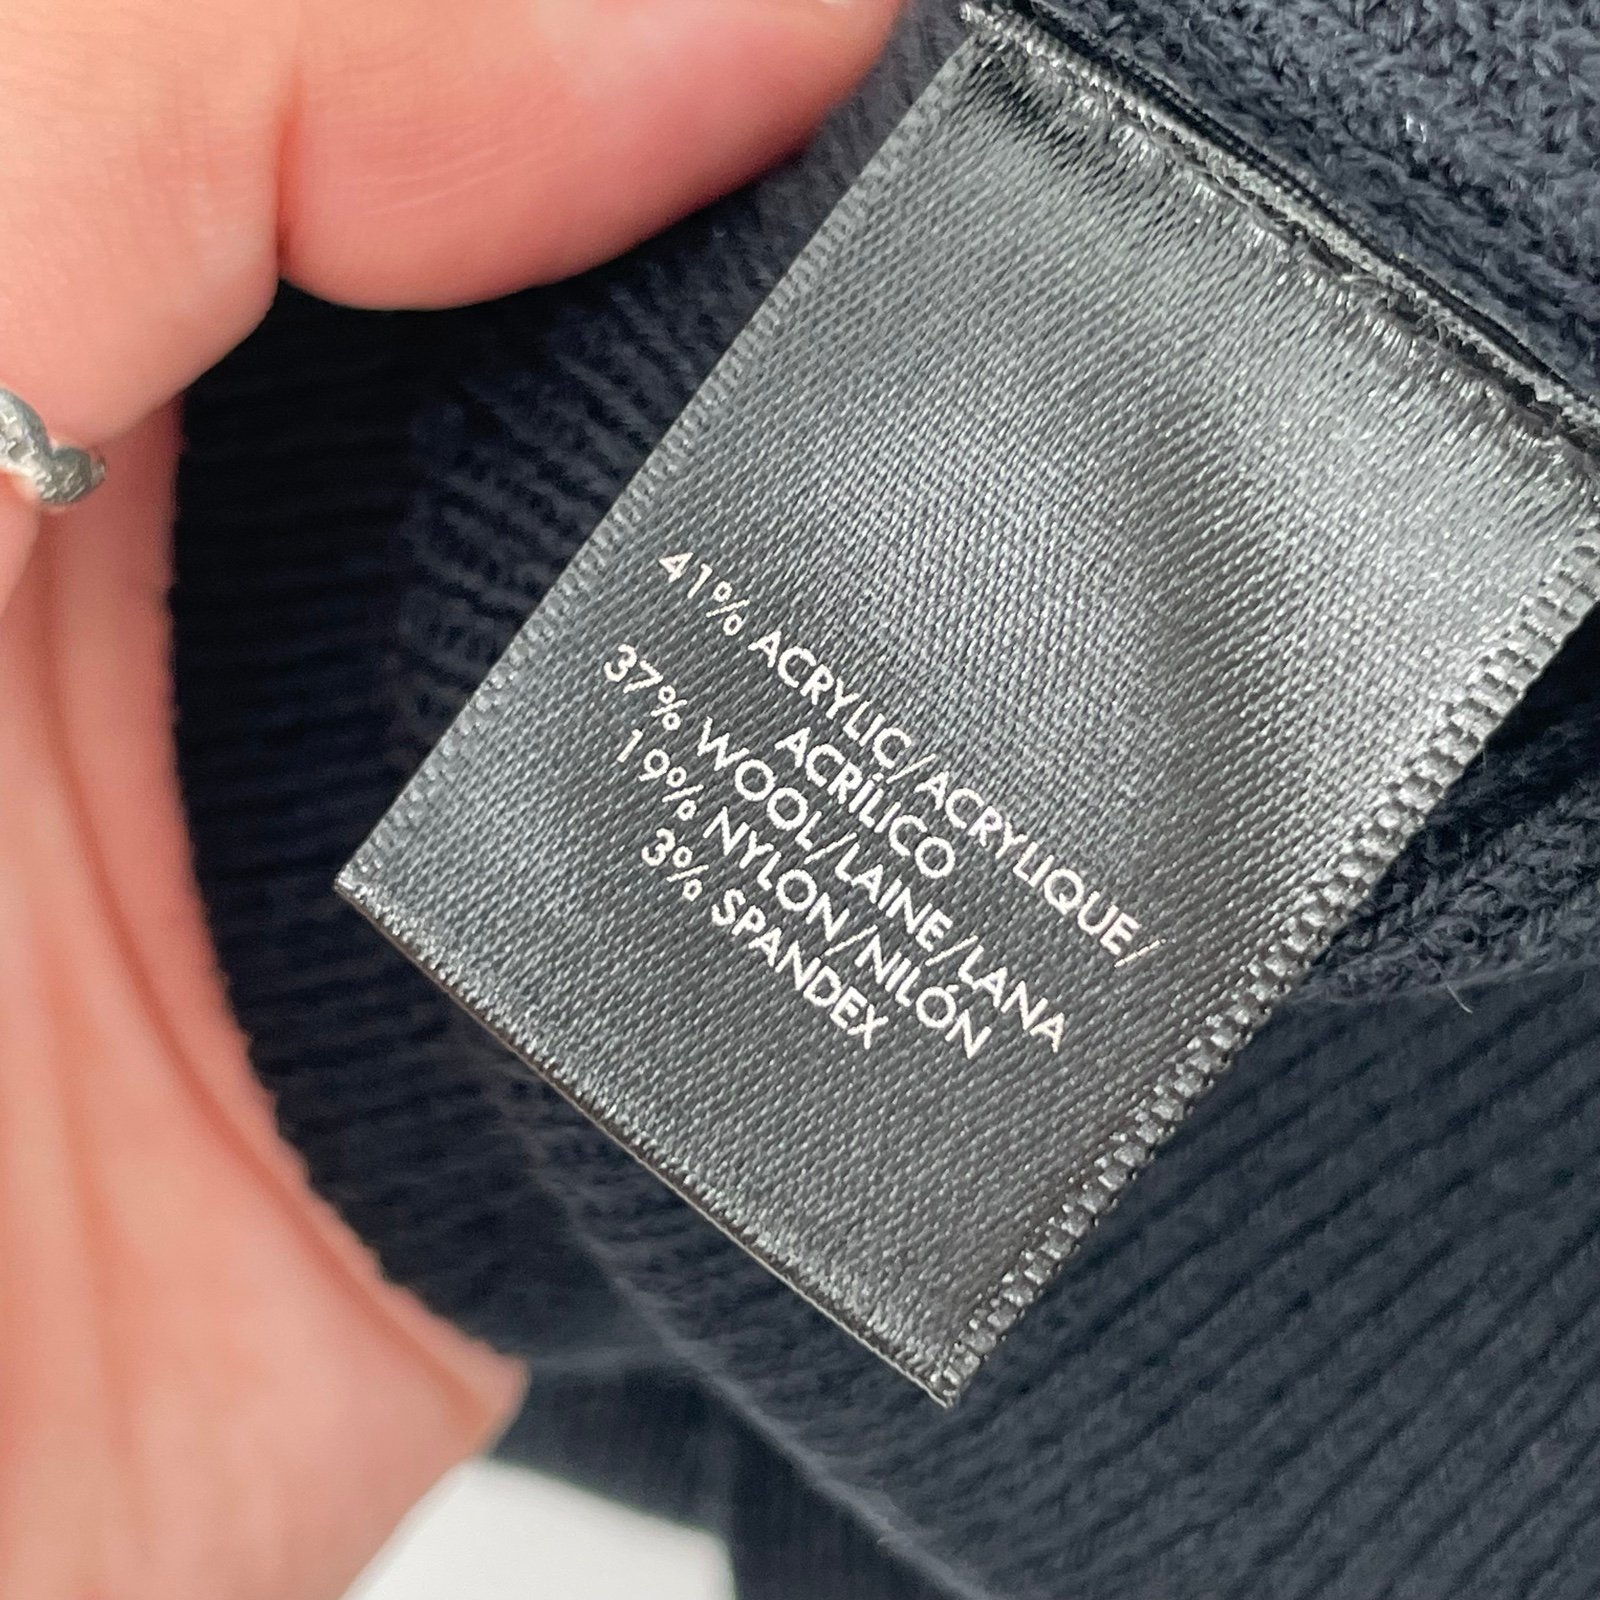 41% ACRYLIC/ACRYLIQUE/
ACRÍLICO
37% WOOL/LAINE/LANA
19% NYLON/NILÓN
3% SPANDEX